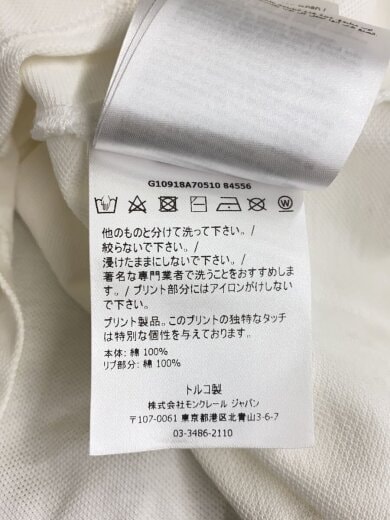 G10918A70510 84556
他のものと分けて洗って下さい。/
絞らないで下さい。/
浸けたままにしないで下さい。/
著名な専門業者で洗うことをおすすめしま
す。/ プリント部分にはアイロンがけしない
で下さい。
プリント製品。このプリントの独特なタッチ
は特別な個性を与えております。
本体: 綿 100%
リブ部分: 綿 100%
トルコ製
株式会社モンクレール ジャパン
〒107-0061 東京都港区北青山3-6-7
03-3486-2110